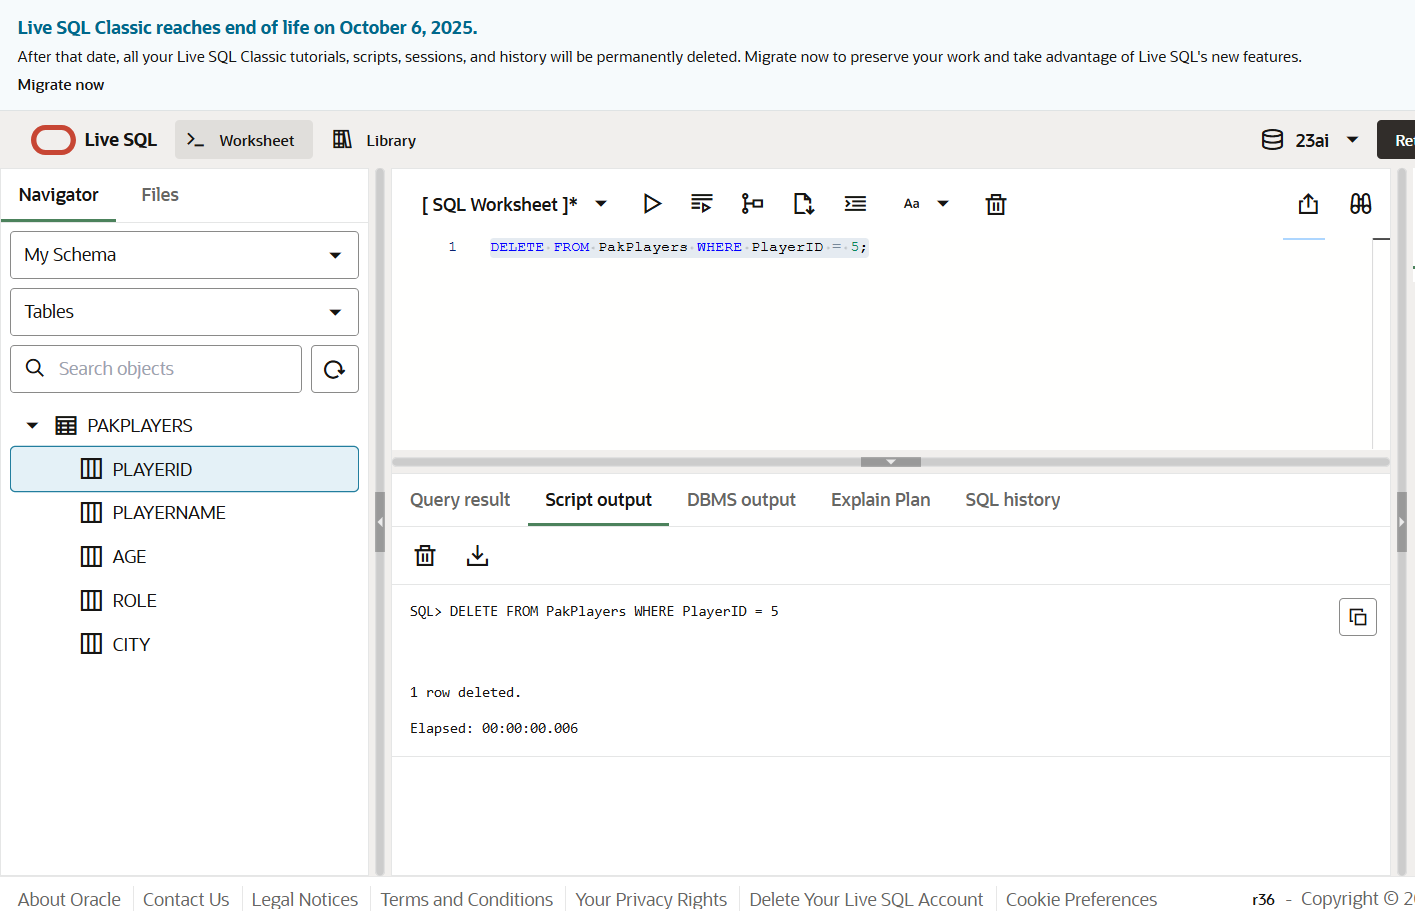 Live SQL Classic reaches end of life on October 6, 2025.
After that date, all your Live SQL Classic tutorials, scripts, sessions, and history will be permanently deleted. Migrate now to preserve your work and take advantage of Live SQL's new features.
Migrate now
Live SQL
Worksheet
Library
23ai
Navigator
Files
[ SQL Worksheet ]*
Aa
My Schema
1 DELETE FROM PakPlayers WHERE PlayerID = 5;
Tables
Search objects
PAKPLAYERS
PLAYERID
PLAYERNAME
AGE
ROLE
CITY
Query result
Script output
DBMS output
Explain Plan
SQL history
SQL> DELETE FROM PakPlayers WHERE PlayerID = 5
1 row deleted.
Elapsed: 00:00:00.006
About Oracle
Contact Us
Legal Notices
Terms and Conditions
Your Privacy Rights
Delete Your Live SQL Account
Cookie Preferences
r36 - Copyright ©